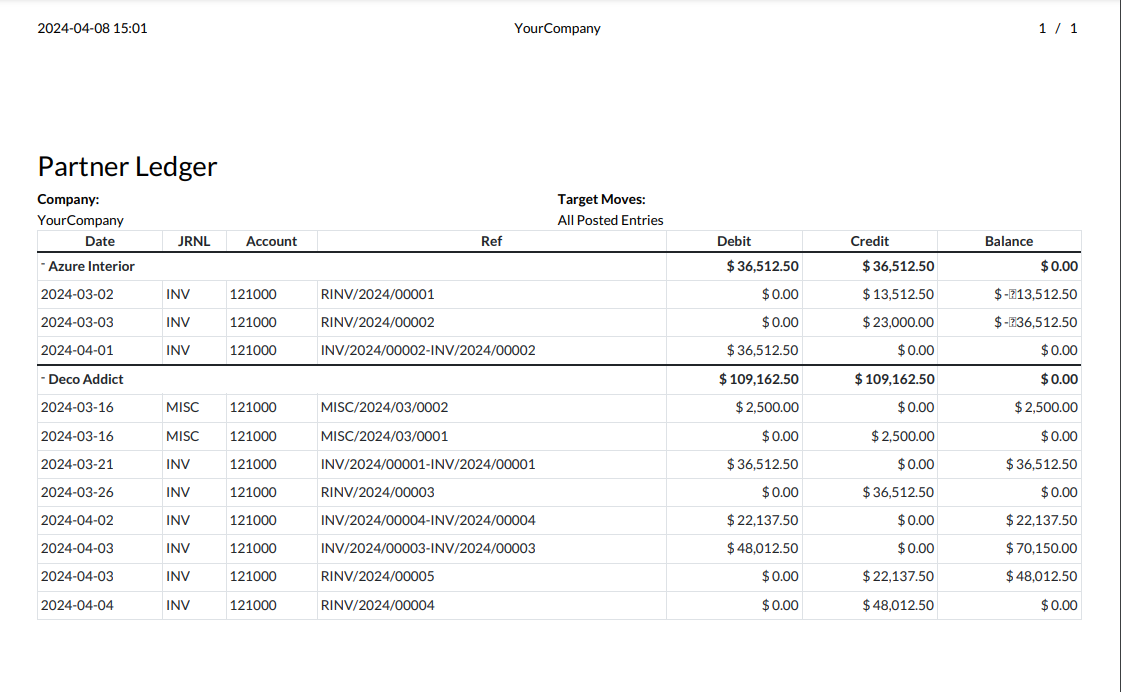 2024-04-08 15:01 YourCompany 1 / 1
Partner Ledger
Company: Target Moves:
YourCompany All Posted Entries
Date JRNL Account Ref Debit Credit Balance
- Azure Interior $ 36,512.50 $ 36,512.50 $ 0.00
2024-03-02 INV 121000 RINV/2024/00001 $ 0.00 $ 13,512.50 $ -13,512.50
2024-03-03 INV 121000 RINV/2024/00002 $ 0.00 $ 23,000.00 $ -36,512.50
2024-04-01 INV 121000 INV/2024/00002-INV/2024/00002 $ 36,512.50 $ 0.00 $ 0.00
- Deco Addict $ 109,162.50 $ 109,162.50 $ 0.00
2024-03-16 MISC 121000 MISC/2024/03/0002 $ 2,500.00 $ 0.00 $ 2,500.00
2024-03-16 MISC 121000 MISC/2024/03/0001 $ 0.00 $ 2,500.00 $ 0.00
2024-03-21 INV 121000 INV/2024/00001-INV/2024/00001 $ 36,512.50 $ 0.00 $ 36,512.50
2024-03-26 INV 121000 RINV/2024/00003 $ 0.00 $ 36,512.50 $ 0.00
2024-04-02 INV 121000 INV/2024/00004-INV/2024/00004 $ 22,137.50 $ 0.00 $ 22,137.50
2024-04-03 INV 121000 INV/2024/00003-INV/2024/00003 $ 48,012.50 $ 0.00 $ 70,150.00
2024-04-03 INV 121000 RINV/2024/00005 $ 0.00 $ 22,137.50 $ 48,012.50
2024-04-04 INV 121000 RINV/2024/00004 $ 0.00 $ 48,012.50 $ 0.00